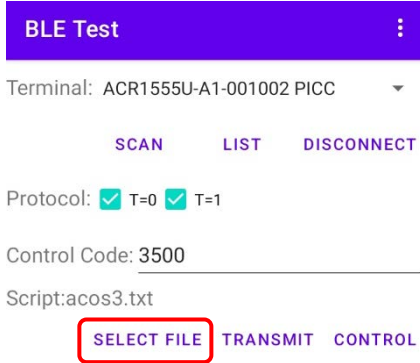 BLE Test
Terminal: ACR1555U-A1-001002 PICC
SCAN LIST DISCONNECT
Protocol: T=0 T=1
Control Code: 3500
Script:acos3.txt
SELECT FILE TRANSMIT CONTROL